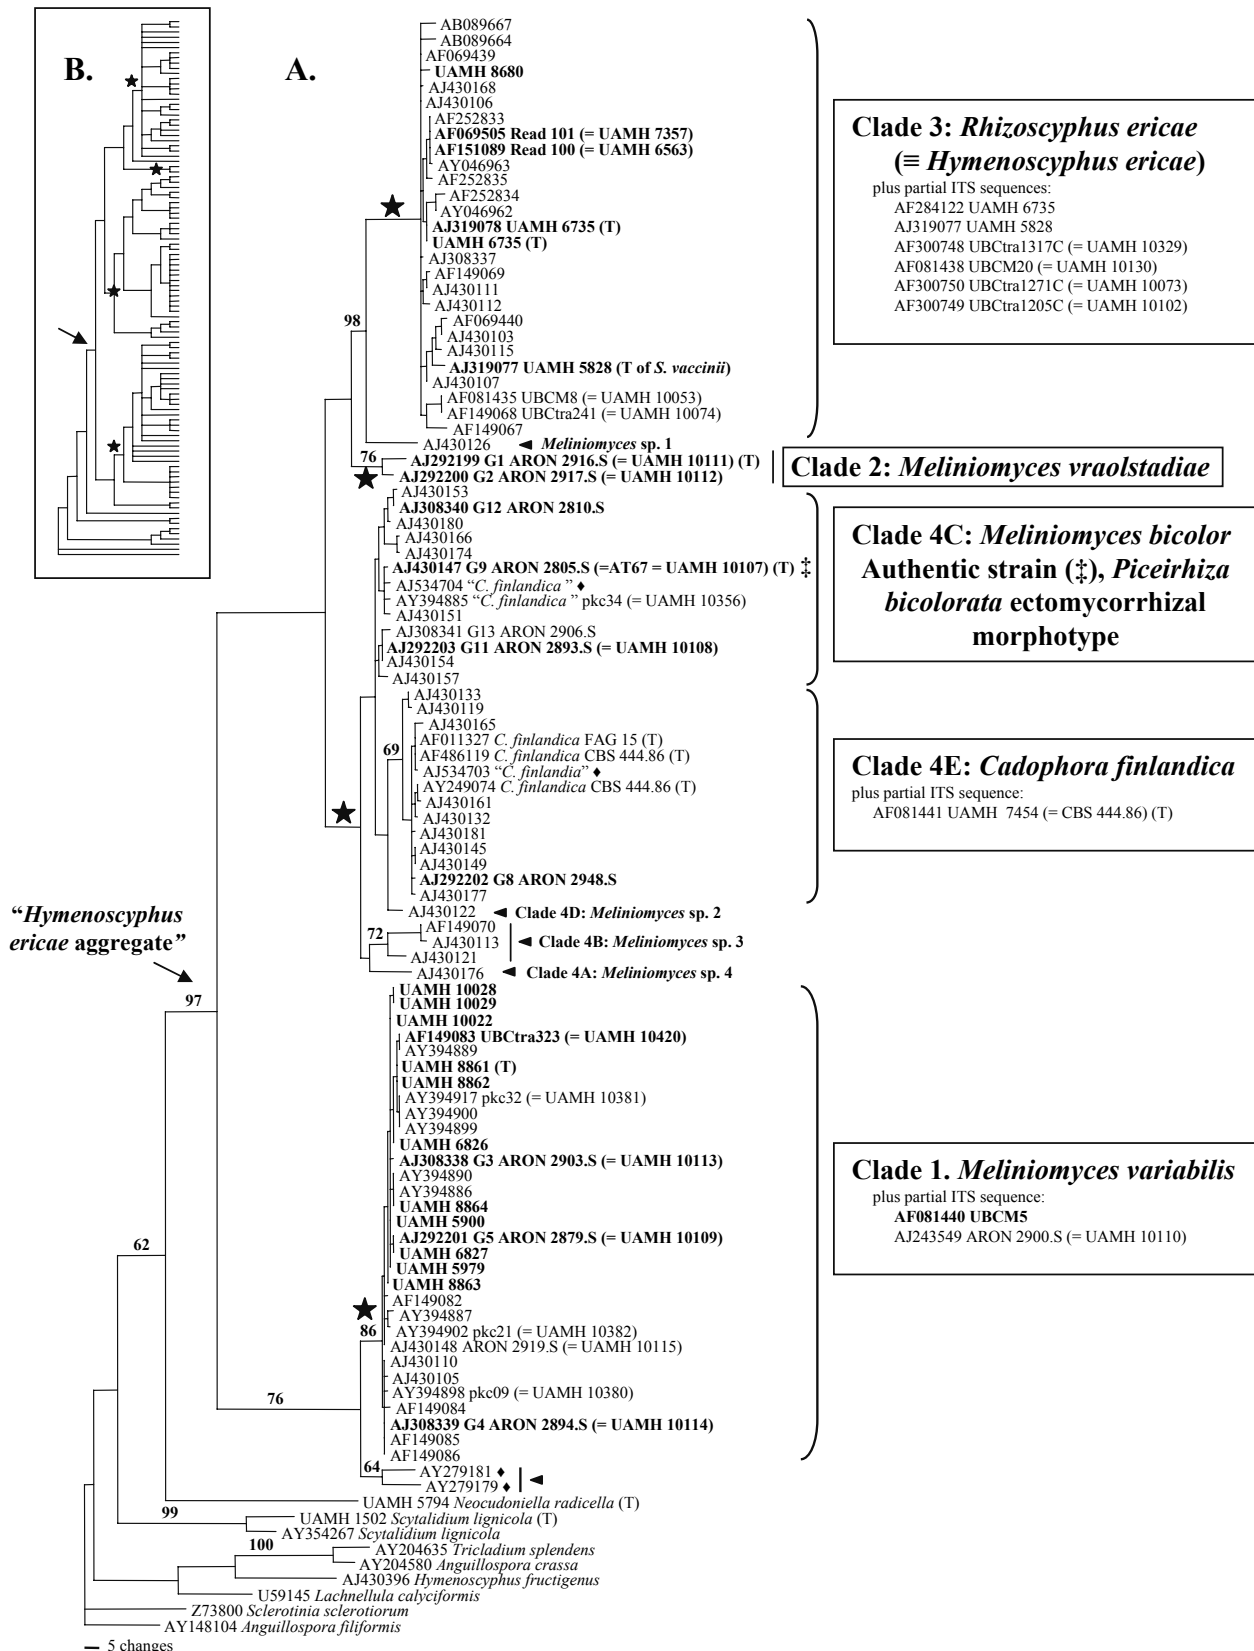 B.
A.
AB089667
AB089664
AF069439
UAMH 8680
AJ430168
AJ430106
AF252833
AF069505 Read 101 (= UAMH 7357)
AF151089 Read 100 (= UAMH 6563)
AY046963
AF252835
AF252834
AY046962
AJ319078 UAMH 6735 (T)
UAMH 6735 (T)
AJ308337
AF149069
AJ430111
AJ430112
AF069440
AJ430103
AJ430115
AJ319077 UAMH 5828 (T of S. vaccinii)
AJ430107
AF081435 UBCM8 (= UAMH 10053)
AF149068 UBCtra241 (= UAMH 10074)
AF149067
98
AJ430126 ◄ Meliniomyces sp. 1
76
AJ292199 G1 ARON 2916.S (= UAMH 10111) (T)
AJ292200 G2 ARON 2917.S (= UAMH 10112)
AJ430153
AJ308340 G12 ARON 2810.S
AJ430180
AJ430166
AJ430174
AJ430147 G9 ARON 2805.S (=AT67 = UAMH 10107) (T) ‡
AJ534704 “C. finlandica ” ♦
AY394885 “C. finlandica ” pkc34 (= UAMH 10356)
AJ430151
AJ308341 G13 ARON 2906.S
AJ292203 G11 ARON 2893.S (= UAMH 10108)
AJ430154
AJ430157
AJ430133
AJ430119
AJ430165
AF011327 C. finlandica FAG 15 (T)
69
AF486119 C. finlandica CBS 444.86 (T)
AJ534703 “C. finlandia” ♦
AY249074 C. finlandica CBS 444.86 (T)
AJ430161
AJ430132
AJ430181
AJ430145
AJ430149
AJ292202 G8 ARON 2948.S
AJ430177
AJ430122 ◄ Clade 4D: Meliniomyces sp. 2
AF149070
72
AJ430113 ◄ Clade 4B: Meliniomyces sp. 3
AJ430121
AJ430176 ◄ Clade 4A: Meliniomyces sp. 4
“Hymenoscyphus
ericae aggregate”
97
UAMH 10028
UAMH 10029
UAMH 10022
AF149083 UBCtra323 (= UAMH 10420)
AY394889
UAMH 8861 (T)
UAMH 8862
AY394917 pkc32 (= UAMH 10381)
AY394900
AY394899
UAMH 6826
AJ308338 G3 ARON 2903.S (= UAMH 10113)
AY394890
AY394886
UAMH 8864
UAMH 5900
AJ292201 G5 ARON 2879.S (= UAMH 10109)
UAMH 6827
UAMH 5979
UAMH 8863
AF149082
AY394887
86
AY394902 pkc21 (= UAMH 10382)
AJ430148 ARON 2919.S (= UAMH 10115)
AJ430110
AJ430105
AY394898 pkc09 (= UAMH 10380)
AF149084
AJ308339 G4 ARON 2894.S (= UAMH 10114)
AF149085
AF149086
62
76
64
AY279181 ♦
AY279179 ♦ ◄
UAMH 5794 Neocudoniella radicella (T)
99
UAMH 1502 Scytalidium lignicola (T)
AY354267 Scytalidium lignicola
100
AY204635 Tricladium splendens
AY204580 Anguillospora crassa
AJ430396 Hymenoscyphus fructigenus
U59145 Lachnellula calyciformis
Z73800 Sclerotinia sclerotiorum
AY148104 Anguillospora filiformis
5 changes
Clade 3: Rhizoscyphus ericae
(≡ Hymenoscyphus ericae)
plus partial ITS sequences:
AF284122 UAMH 6735
AJ319077 UAMH 5828
AF300748 UBCtra1317C (= UAMH 10329)
AF081438 UBCM20 (= UAMH 10130)
AF300750 UBCtra1271C (= UAMH 10073)
AF300749 UBCtra1205C (= UAMH 10102)
Clade 2: Meliniomyces vraolstadiae
Clade 4C: Meliniomyces bicolor
Authentic strain (‡), Piceirhiza
bicolorata ectomycorrhizal
morphotype
Clade 4E: Cadophora finlandica
plus partial ITS sequence:
AF081441 UAMH 7454 (= CBS 444.86) (T)
Clade 1. Meliniomyces variabilis
plus partial ITS sequence:
AF081440 UBCM5
AJ243549 ARON 2900.S (= UAMH 10110)